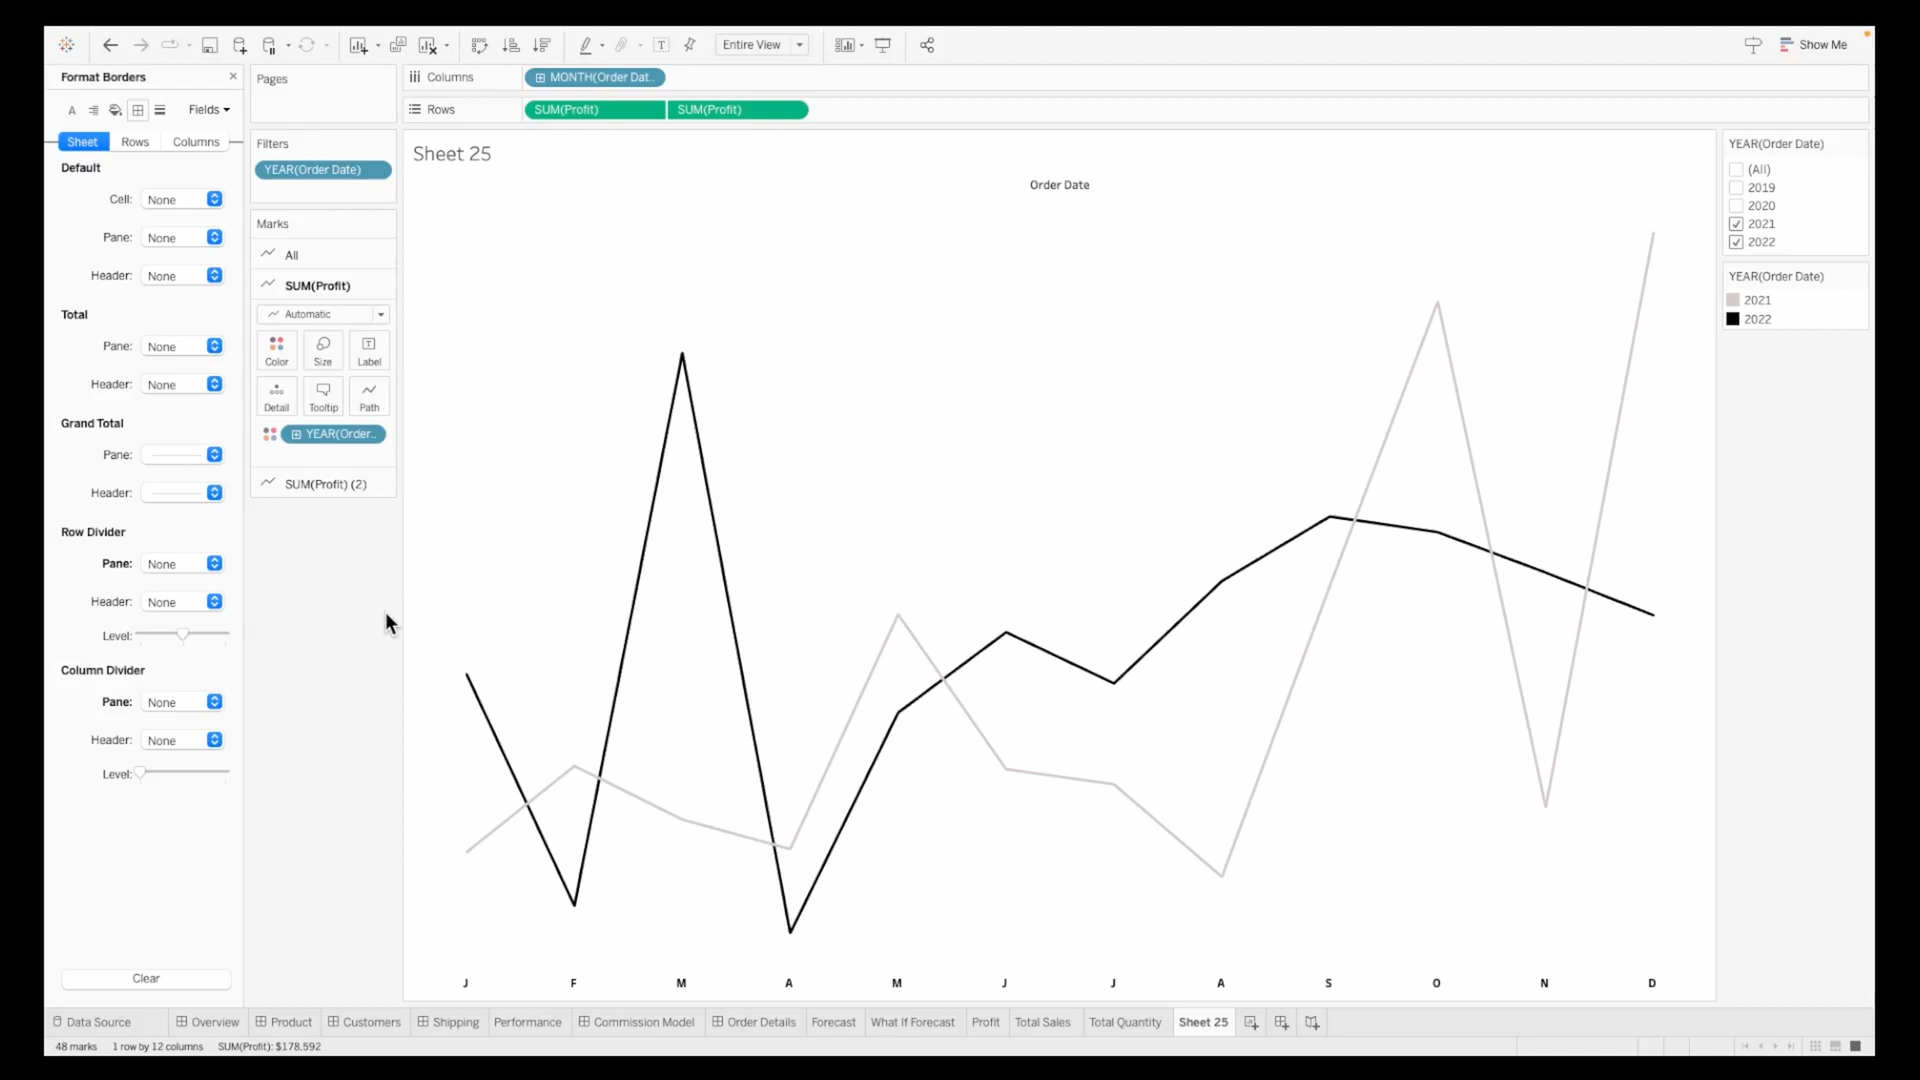 Entire View
Show Me
Format Borders
Fields
Sheet
Rows
Columns
Default
Cell:
None
Pane:
None
Header:
None
Total
Pane:
None
Header:
None
Grand Total
Pane:
Header:
Row Divider
Pane:
None
Header:
None
Level:
Column Divider
Pane:
None
Header:
None
Level:
Clear
Pages
Filters
YEAR(Order Date)
Marks
All
SUM(Profit)
Automatic
Color
Size
Label
Detail
Tooltip
Path
YEAR(Order..
SUM(Profit) (2)
Columns
MONTH(Order Dat..
Rows
SUM(Profit)
SUM(Profit)
Sheet 25
Order Date
J F M A M J J A S O N D
YEAR(Order Date)
(All)
2019
2020
2021
2022
YEAR(Order Date)
2021
2022
Data Source
Overview
Product
Customers
Shipping
Performance
Commission Model
Order Details
Forecast
What If Forecast
Profit
Total Sales
Total Quantity
Sheet 25
48 marks
1 row by 12 columns
SUM(Profit): $178,592